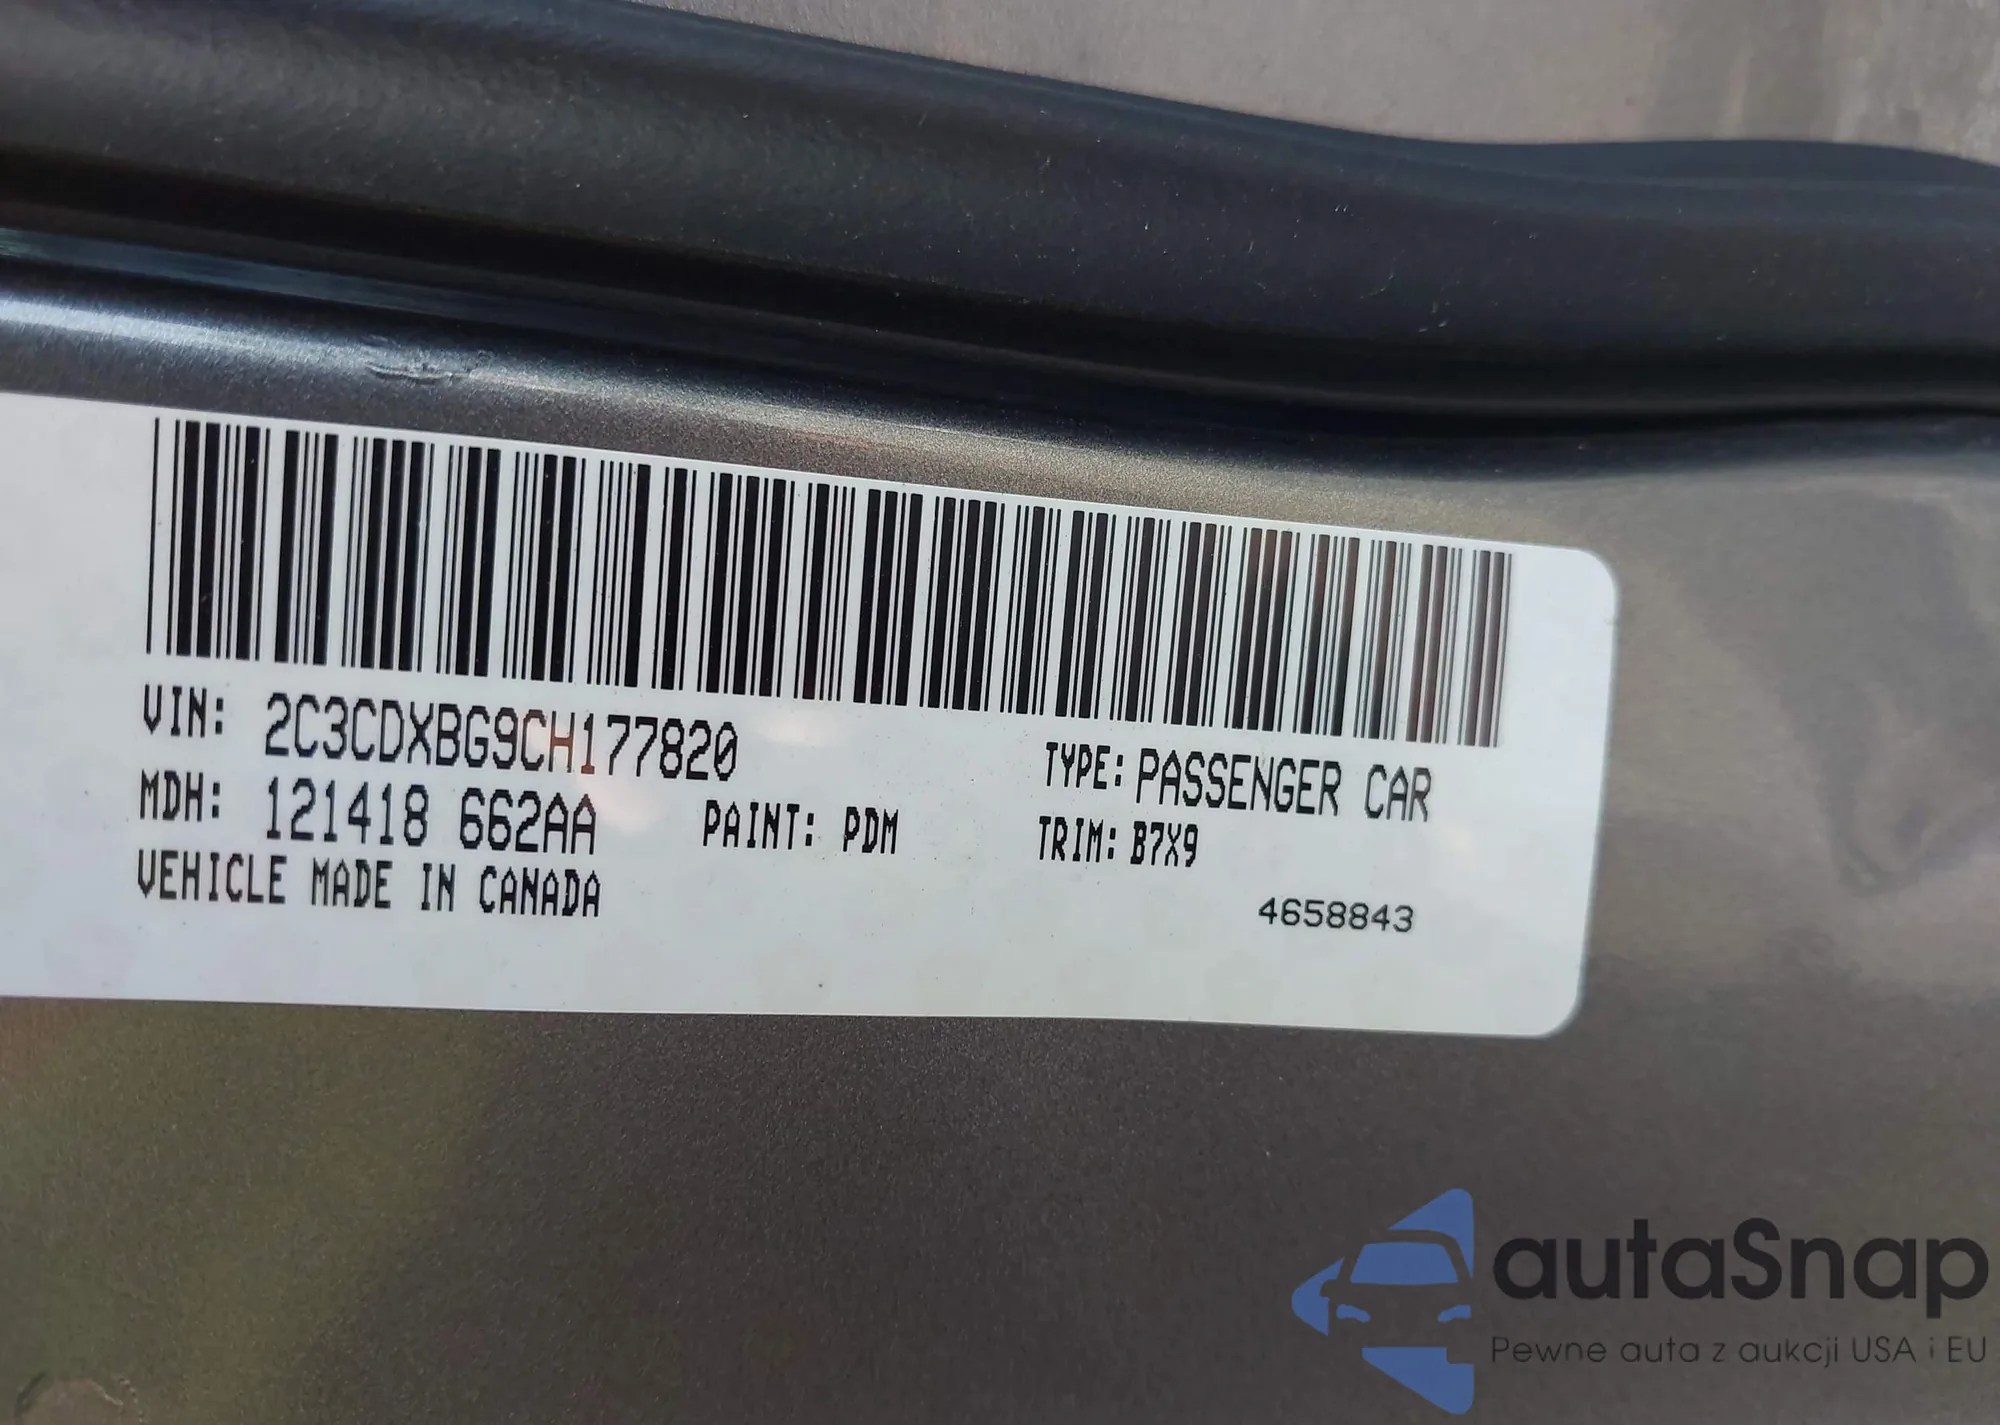 VIN: 2C3CDXBG9CH177820
TYPE: PASSENGER CAR
MDH: 121418 662AA
PAINT: PDM
TRIM: B7X9
VEHICLE MADE IN CANADA
4658843
autaSnap
Pewne auta z aukcji USA i EU